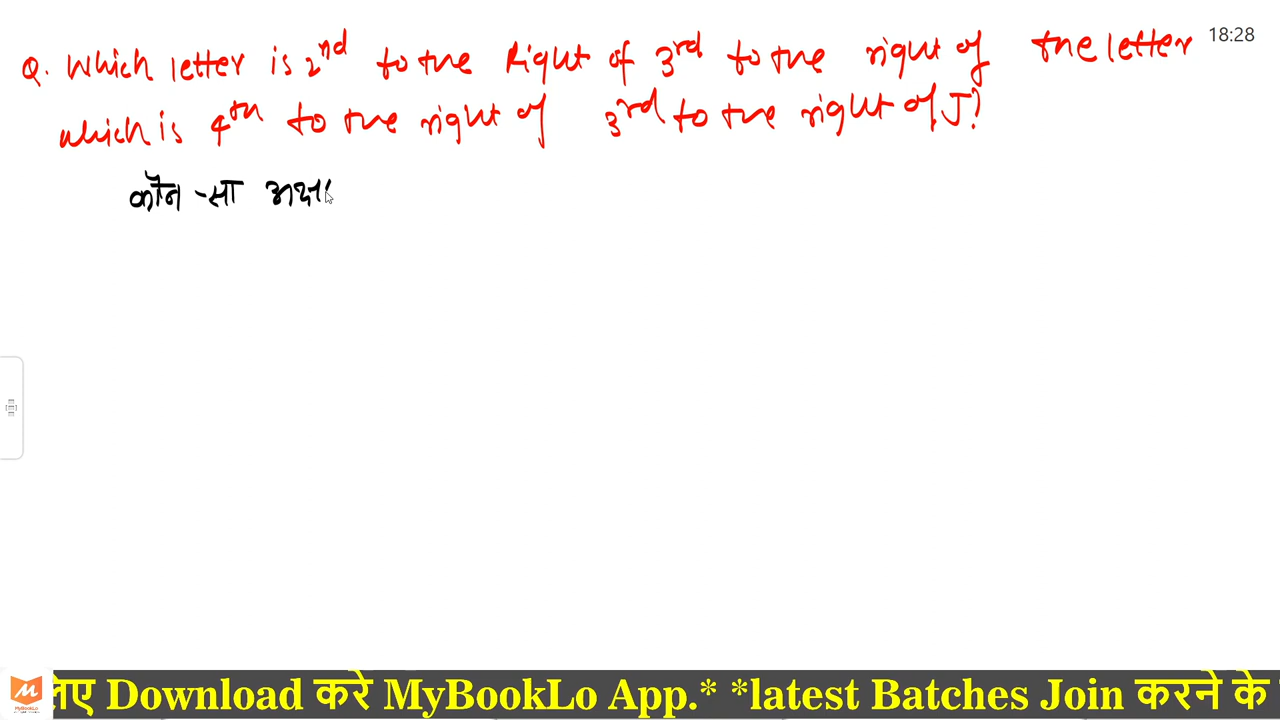 18:28
Q. Which letter is 2nd to the Right of 3rd to the right of the letter
which is 4th to the right of 3rd to the right of J?
कौन -सा अक्ष
लिए Download करे MyBookLo App.* *latest Batches Join करने के
MyBookLo